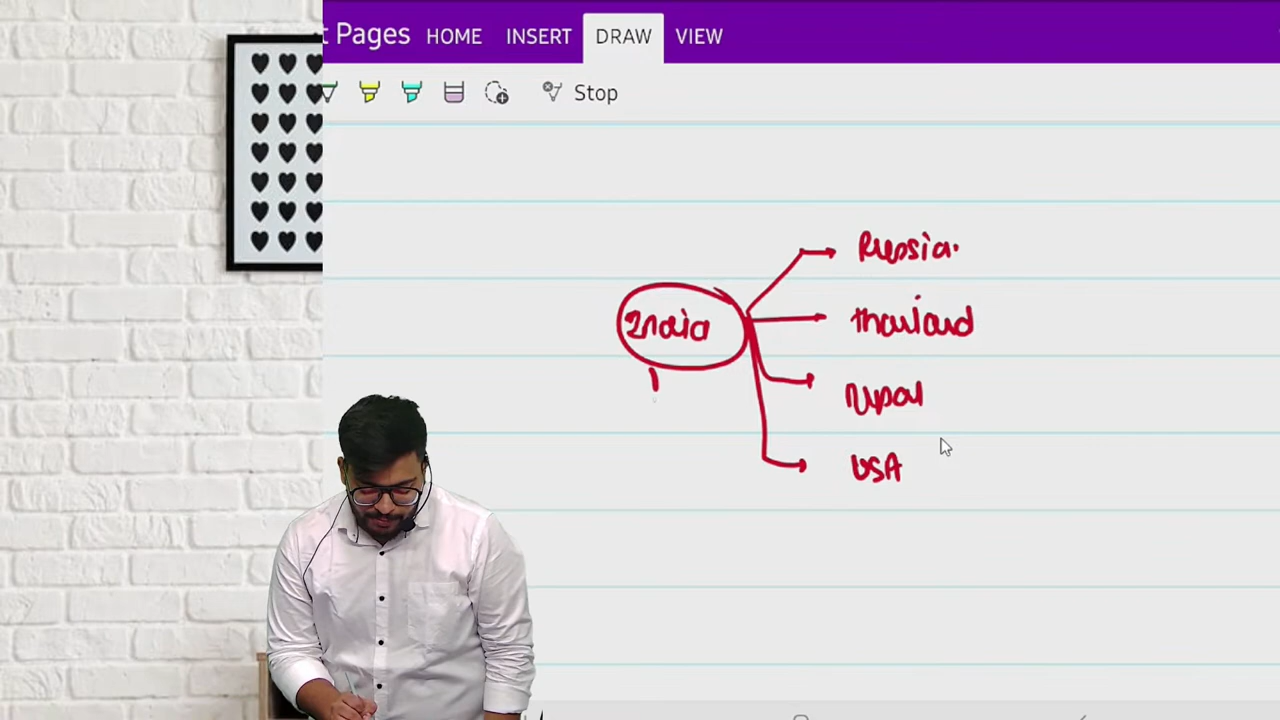 t Pages HOME INSERT DRAW VIEW
Stop
Russia.
India
Thailand
Nepal
USA